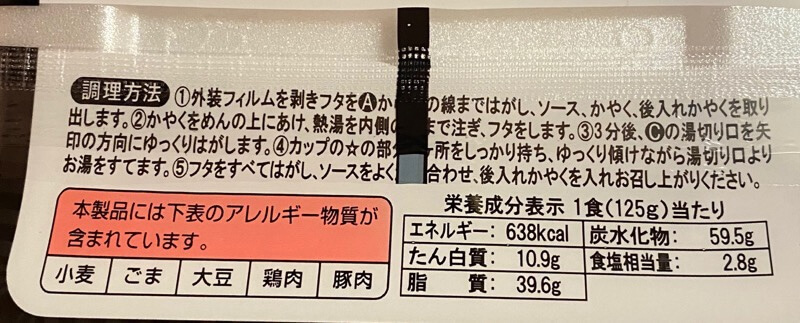 調理方法 ①外装フィルムを剥きフタをⒶか の線まではがし、ソース、かやく、後入れかやくを取り
出します。②かやくをめんの上にあけ、熱湯を内側の まで注ぎ、フタをします。③3分後、Ⓒの湯切り口を矢
印の方向にゆっくりはがします。④カップの☆の部分 ヶ所をしっかり持ち、ゆっくり傾けながら湯切り口より
お湯をすてます。⑤フタをすべてはがし、ソースをよく 合わせ、後入れかやくを入れお召し上がりください。
本製品には下表のアレルギー物質が
含まれています。
小麦 ごま 大豆 鶏肉 豚肉
栄養成分表示 1食(125g)当たり
エネルギー: 638kcal 炭水化物: 59.5g
たん白質: 10.9g 食塩相当量: 2.8g
脂 質: 39.6g